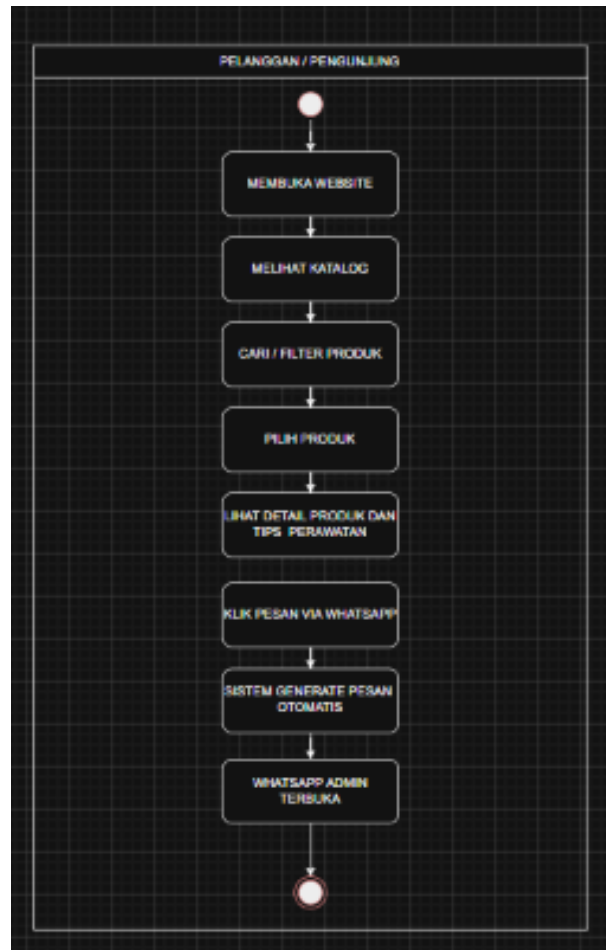 PELANGGAN / PENGUNJUNG
MEMBUKA WEBSITE
MELIHAT KATALOG
CARI / FILTER PRODUK
PILIH PRODUK
LIHAT DETAIL PRODUK DAN
TIPS PERAWATAN
KLIK PESAN VIA WHATSAPP
SISTEM GENERATE PESAN
OTOMATIS
WHATSAPP ADMIN
TERBUKA